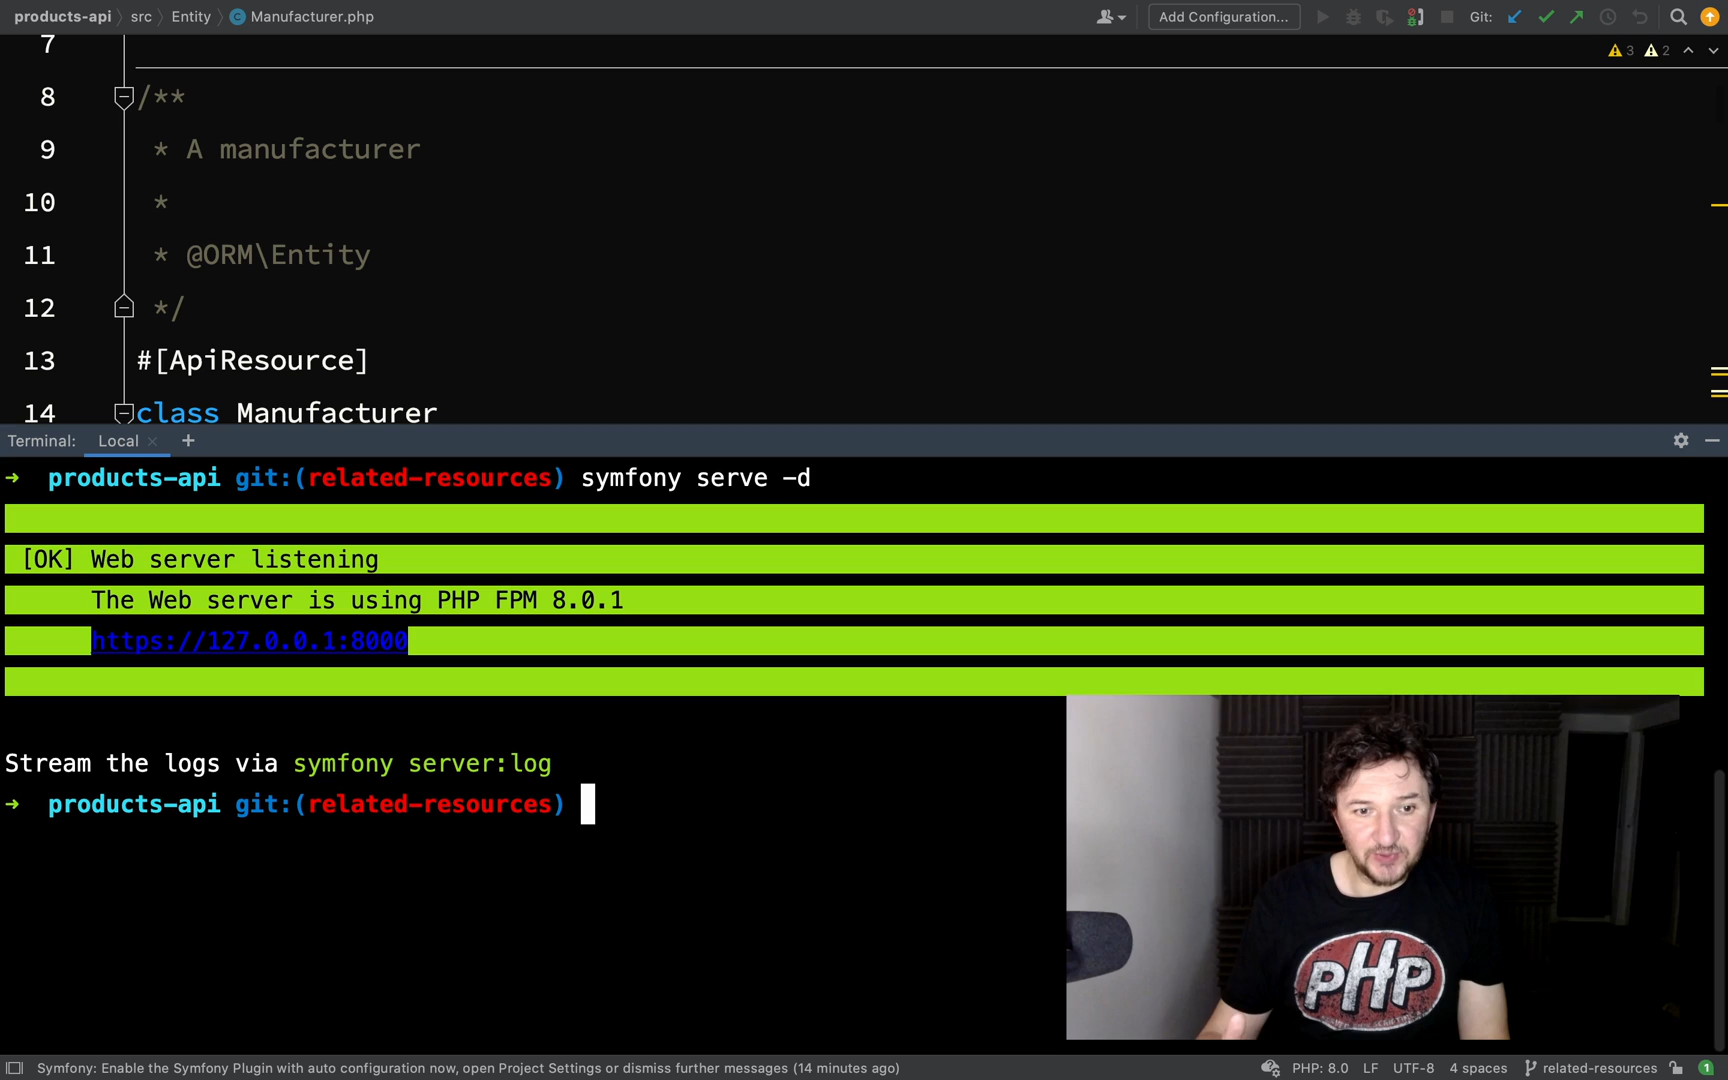 products-api src Entity Manufacturer.php Add Configuration... Git:
3 2
7
8 /**
9 * A manufacturer
10 *
11 * @ORM\Entity
12 */
13 #[ApiResource]
14 class Manufacturer
Terminal: Local × +
→ products-api git:(related-resources) symfony serve -d
[OK] Web server listening
The Web server is using PHP FPM 8.0.1
https://127.0.0.1:8000
Stream the logs via symfony server:log
→ products-api git:(related-resources)
PHP
Symfony: Enable the Symfony Plugin with auto configuration now, open Project Settings or dismiss further messages (14 minutes ago) PHP: 8.0 LF UTF-8 4 spaces related-resources 1